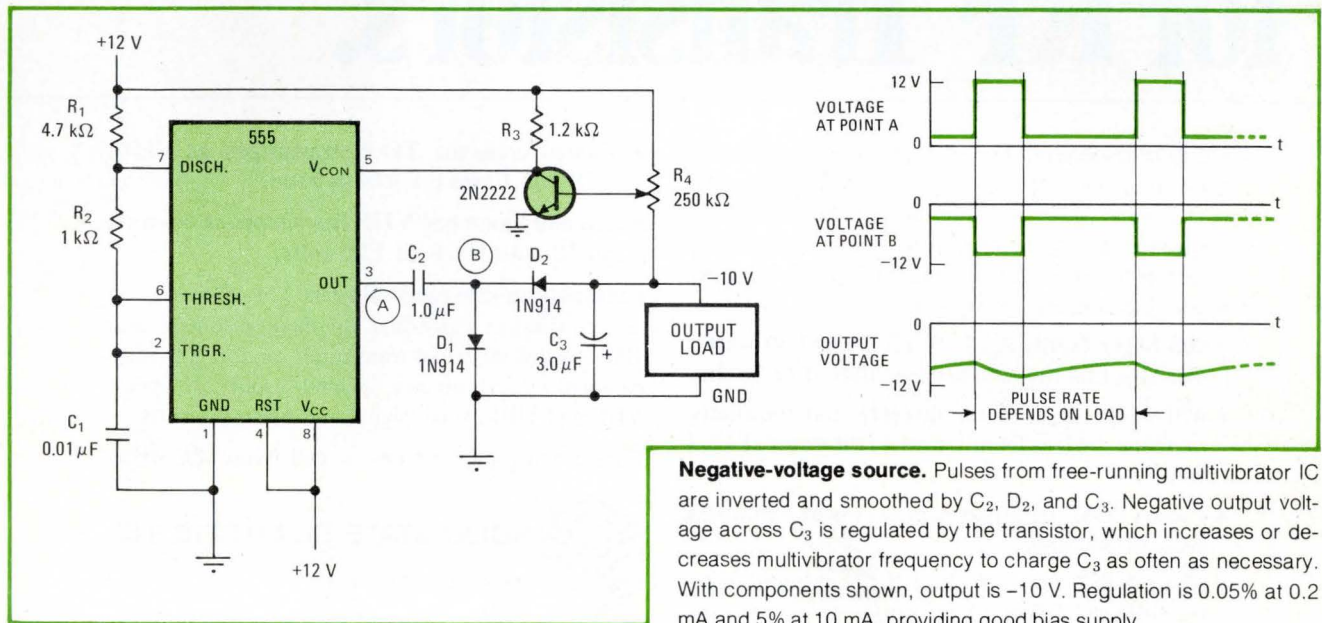 +12 V
R1
4.7 kΩ
555
R3
1.2 kΩ
7
DISCH.
VCON
5
R2
1 kΩ
2N2222
R4
250 kΩ
6
THRESH.
OUT
3
A
C2
1.0 μF
B
D2
1N914
−10 V
2
TRGR.
D1
1N914
C3
3.0 μF
+
OUTPUT
LOAD
GND
GND RST VCC
1
4
8
C1
0.01 μF
+12 V
VOLTAGE
AT POINT A
12 V
0
t
VOLTAGE
AT POINT B
0
−12 V
t
OUTPUT
VOLTAGE
0
−12 V
t
PULSE RATE
DEPENDS ON LOAD
Negative-voltage source. Pulses from free-running multivibrator IC
are inverted and smoothed by C2, D2, and C3. Negative output volt-
age across C3 is regulated by the transistor, which increases or de-
creases multivibrator frequency to charge C3 as often as necessary.
With components shown, output is −10 V. Regulation is 0.05% at 0.2
mA and 5% at 10 mA, providing good bias supply.